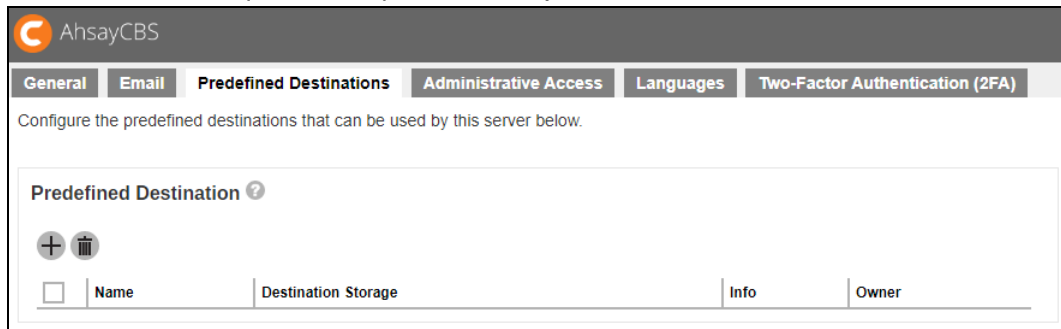 AhsayCBS
General Email Predefined Destinations Administrative Access Languages Two-Factor Authentication (2FA)
Configure the predefined destinations that can be used by this server below.
Predefined Destination ?
Name Destination Storage Info Owner